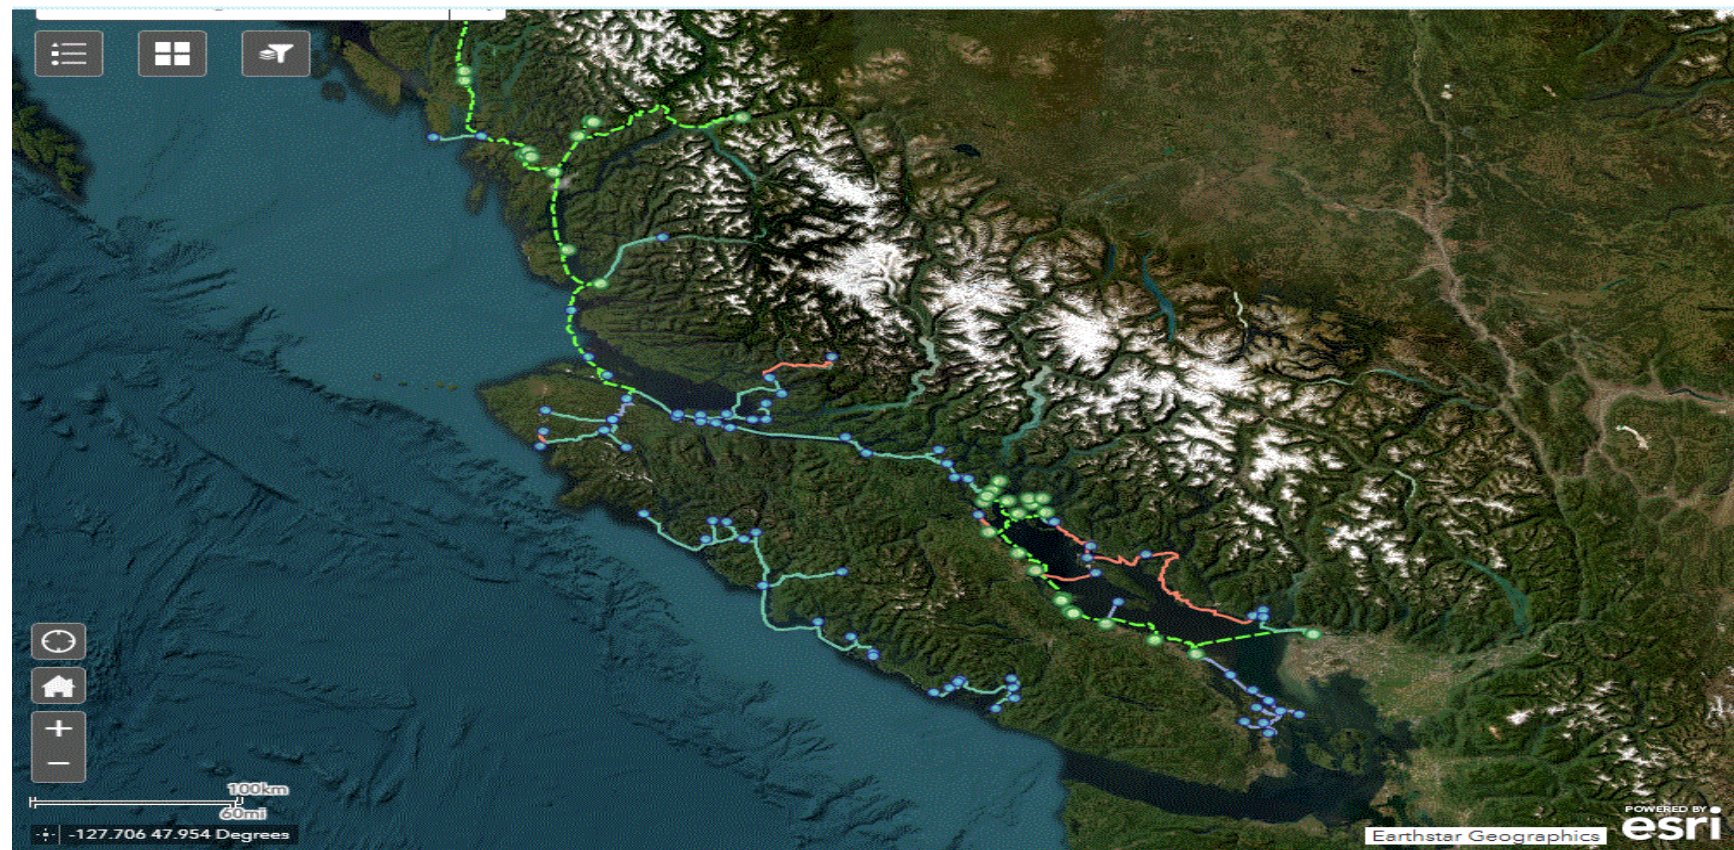 100km
60mi
-127.706 47.954 Degrees
POWERED BY
esri
Earthstar Geographics